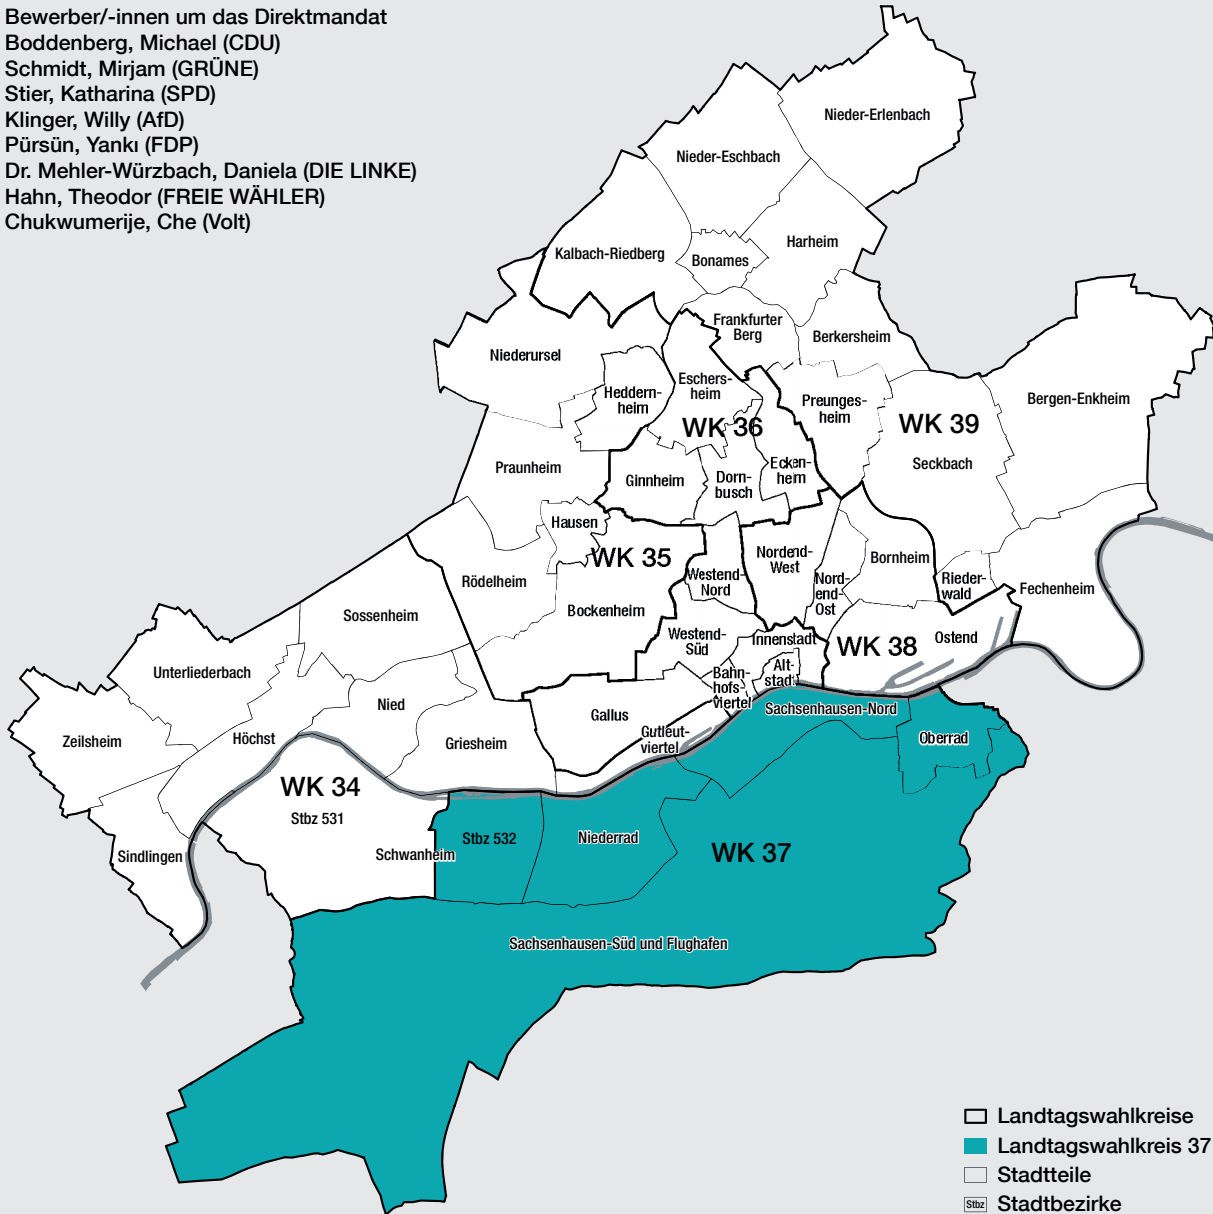 Bewerber/-innen um das Direktmandat
Boddenberg, Michael (CDU)
Schmidt, Mirjam (GRÜNE)
Stier, Katharina (SPD)
Klinger, Willy (AfD)
Pürsün, Yankı (FDP)
Dr. Mehler-Würzbach, Daniela (DIE LINKE)
Hahn, Theodor (FREIE WÄHLER)
Chukwumerije, Che (Volt)
Nieder-Erlenbach
Nieder-Eschbach
Harheim
Kalbach-Riedberg
Bonames
Frankfurter
Berg
Berkersheim
Niederursel
Eschers-
heim
Heddern-
heim
Preunges-
heim
Bergen-Enkheim
WK 36
WK 39
Seckbach
Praunheim
Ginnheim
Dorn-
busch
Ecken-
heim
Hausen
WK 35
Nordend-
West
Bornheim
Rödelheim
Westend-
Nord
Nord-
end-
Ost
Rieder-
wald
Fechenheim
Sossenheim
Bockenheim
Westend-
Süd
Innenstadt
WK 38
Ostend
Unterliederbach
Bahn-
hofs-
viertel
Alt-
stadt
Nied
Gallus
Sachsenhausen-Nord
Zeilsheim
Höchst
Griesheim
Gutleut-
viertel
Oberrad
WK 34
Stbz 531
Stbz 532
Niederrad
Schwanheim
Sindlingen
WK 37
Sachsenhausen-Süd und Flughafen
Landtagswahlkreise
Landtagswahlkreis 37
Stadtteile
Stbz Stadtbezirke